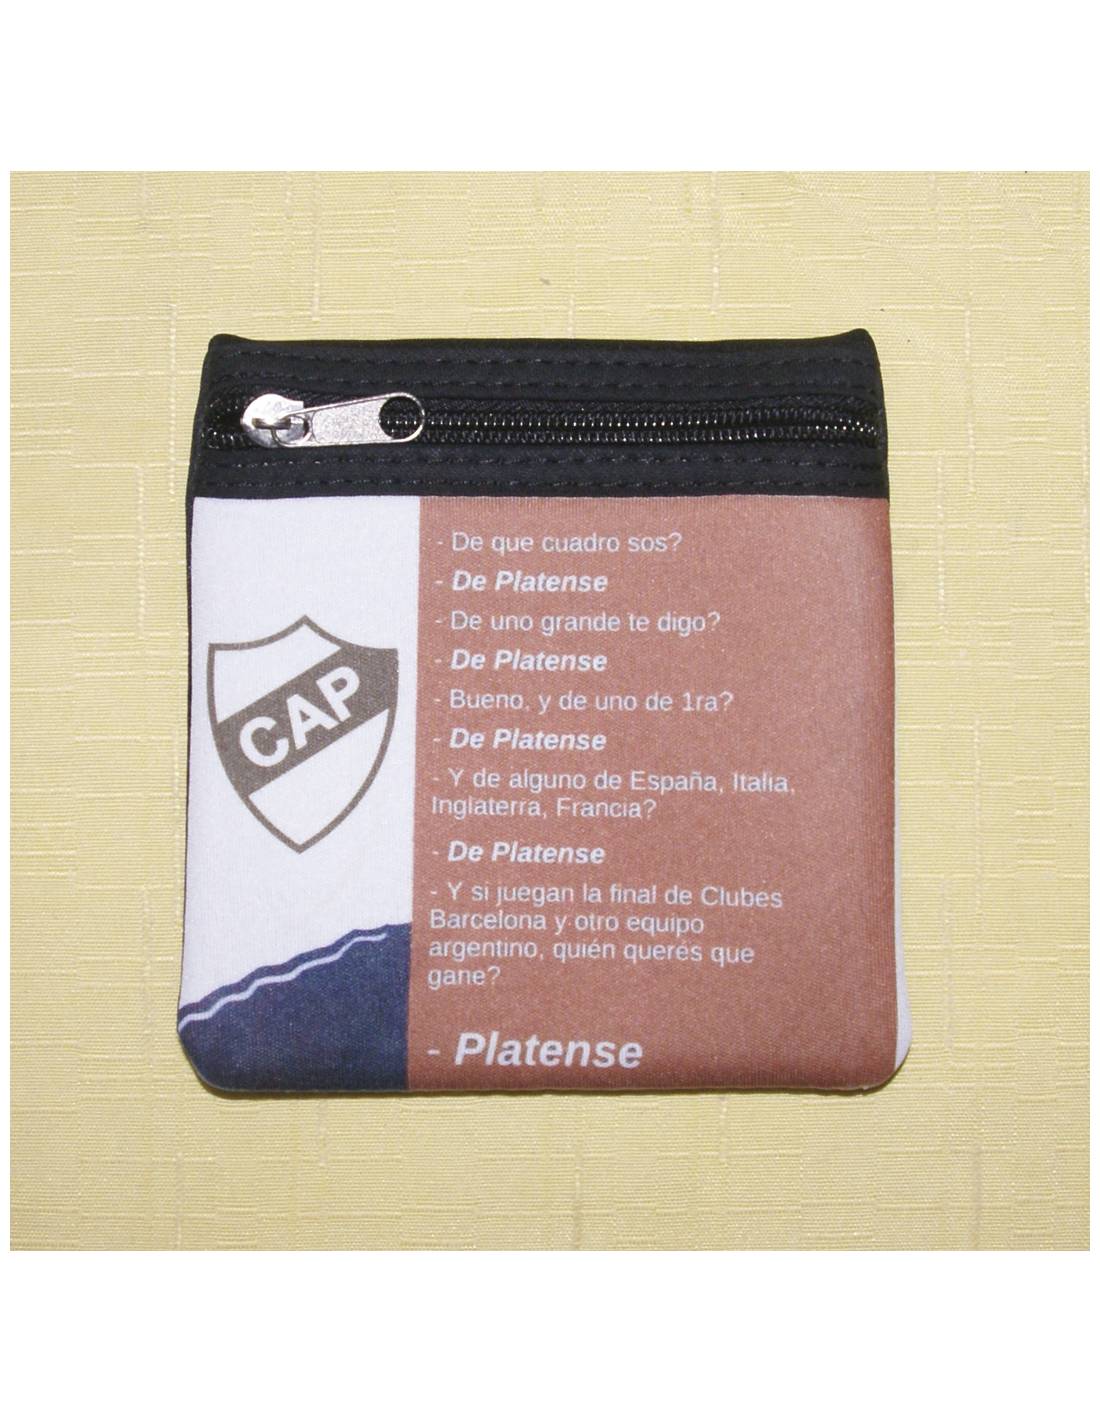 CAP
- De que cuadro sos?
- De Platense
- De uno grande te digo?
- De Platense
- Bueno, y de uno de 1ra?
- De Platense
- Y de alguno de España, Italia,
Inglaterra, Francia?
- De Platense
- Y si juegan la final de Clubes
Barcelona y otro equipo
argentino, quién querés que
gane?
- Platense